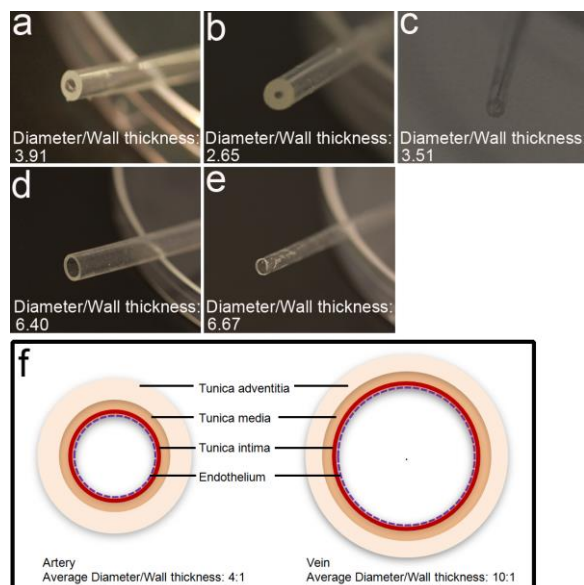 a
b
c
Diameter/Wall thickness:
3.91
Diameter/Wall thickness:
2.65
Diameter/Wall thickness:
3.51
d
e
Diameter/Wall thickness:
6.40
Diameter/Wall thickness:
6.67
f
Tunica adventitia
Tunica media
Tunica intima
Endothelium
Artery
Average Diameter/Wall thickness: 4:1
Vein
Average Diameter/Wall thickness: 10:1